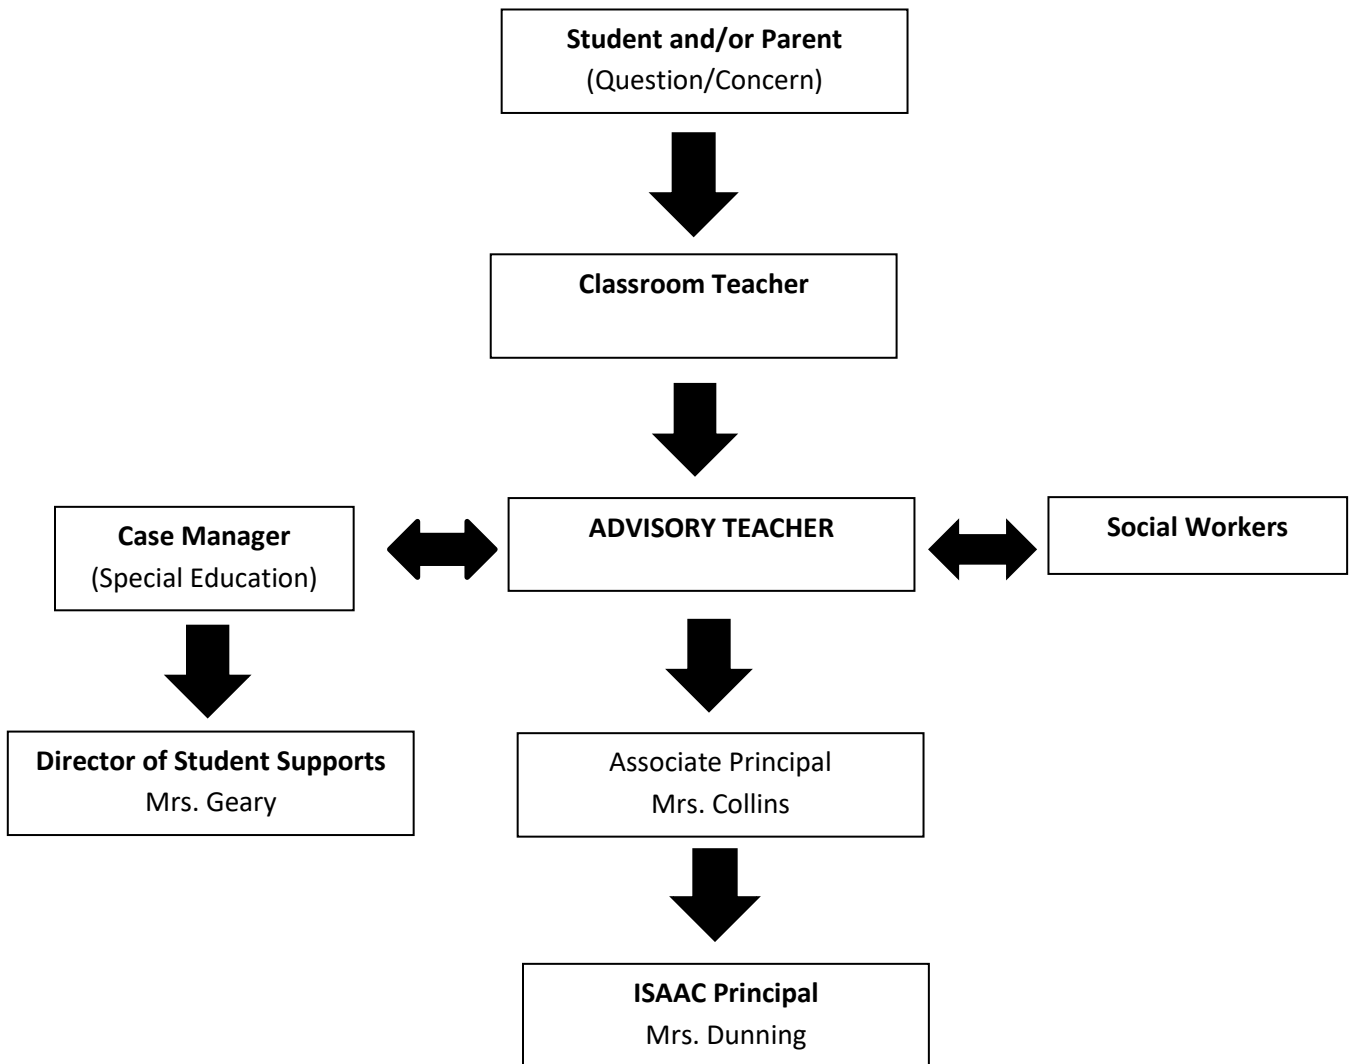 Student and/or Parent
(Question/Concern)
Classroom Teacher
Case Manager
(Special Education)
ADVISORY TEACHER
Social Workers
Director of Student Supports
Mrs. Geary
Associate Principal
Mrs. Collins
ISAAC Principal
Mrs. Dunning